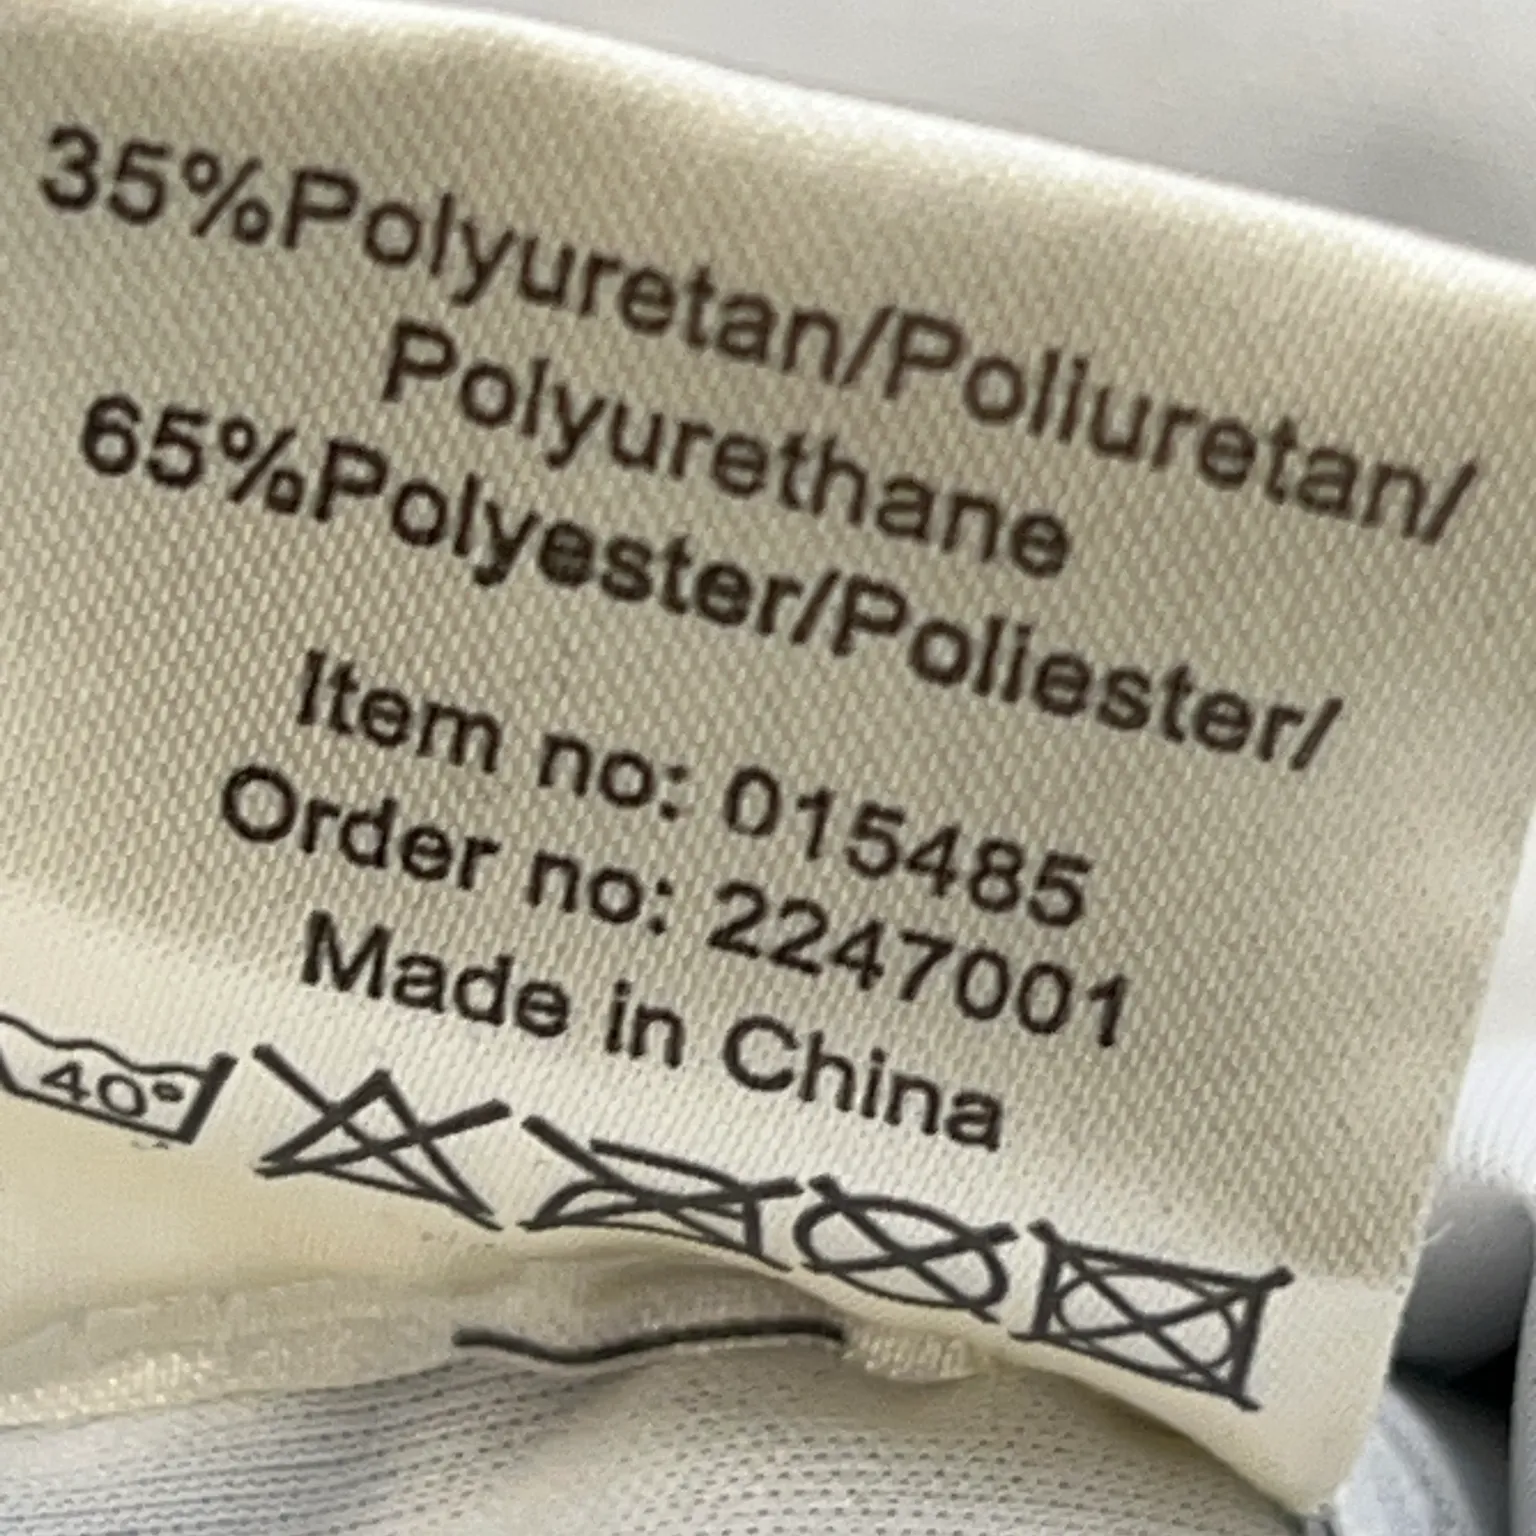 35%Polyuretan/Poliuretan/
Polyurethane
65%Polyester/Poliester/
Item no: 015485
Order no: 2247001
Made in China
40°